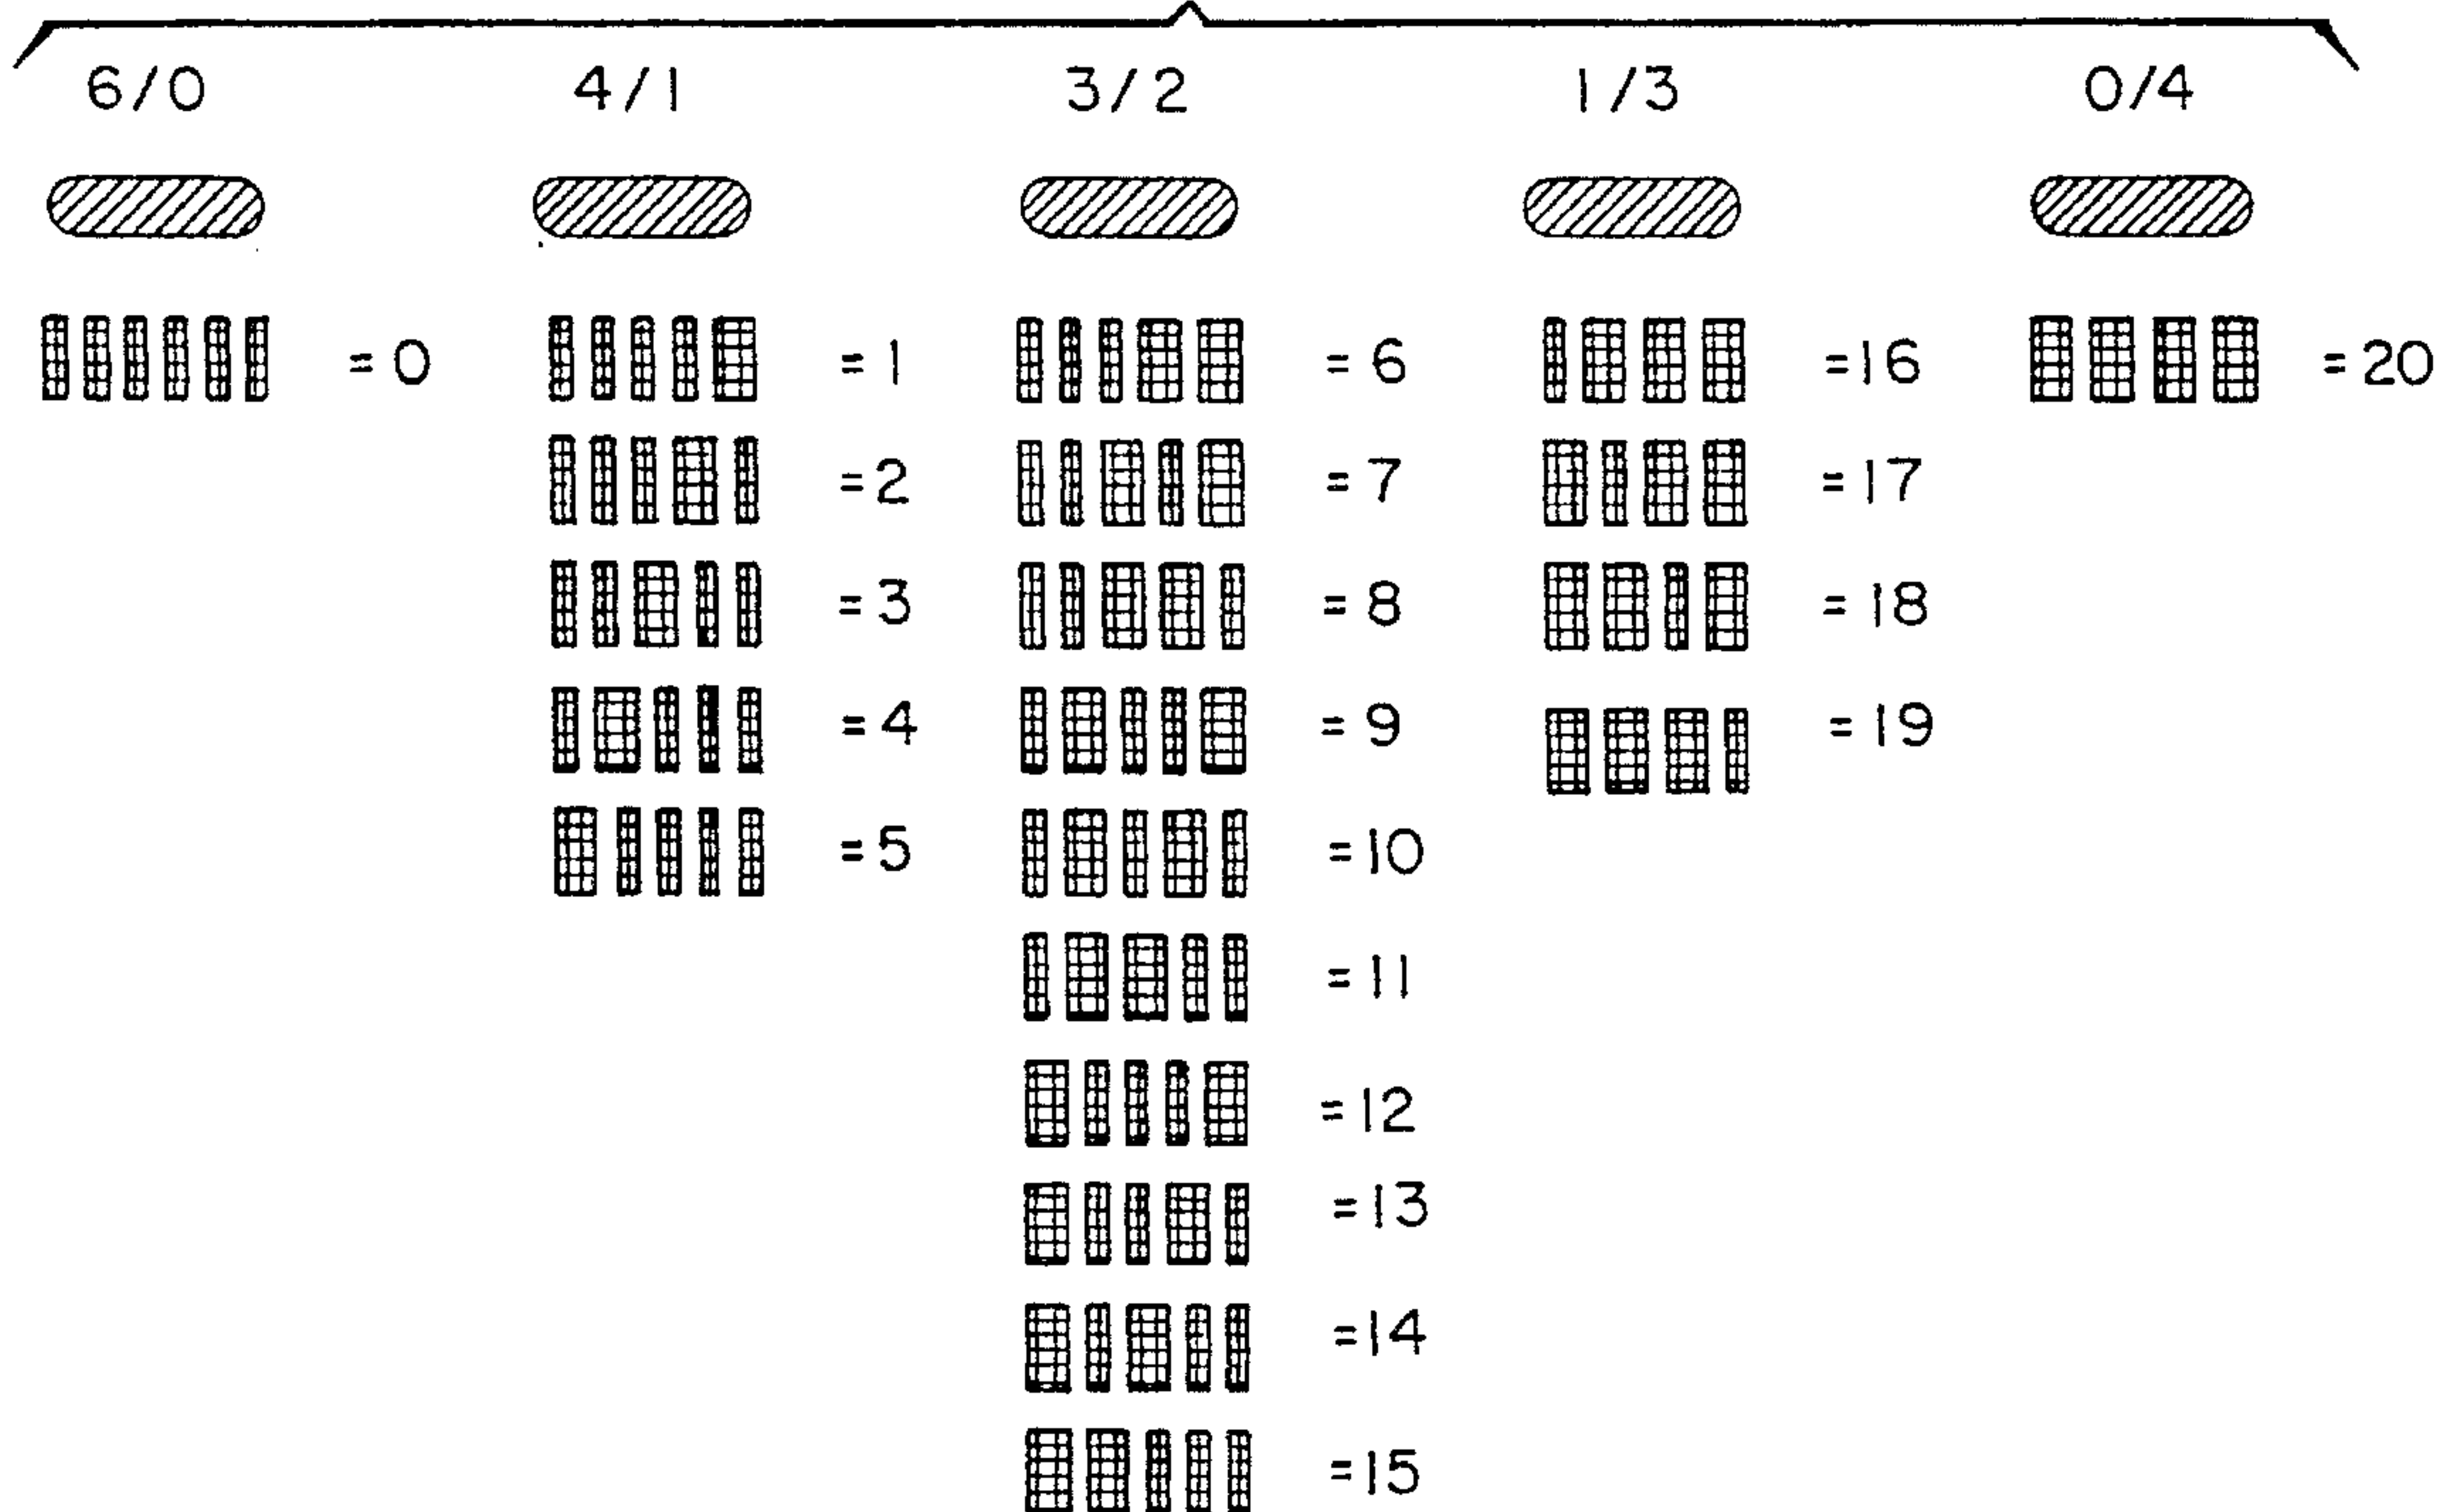 6/0 4/1 3/2 1/3 0/4
=0 =1 =6 =16 =20
=2 =7 =17
=3 =8 =18
=4 =9 =19
=5 =10
=11
=12
=13
=14
=15